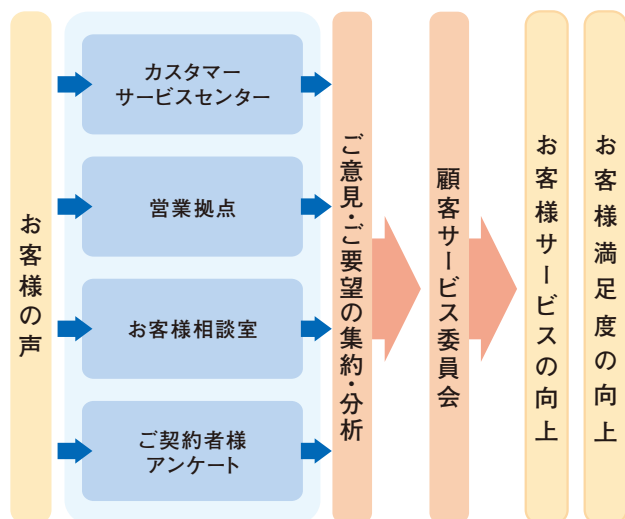 お客様の声
カスタマー
サービスセンター
営業拠点
お客様相談室
ご契約者様
アンケート
ご意見・ご要望の集約・分析
顧客サービス委員会
お客様サービスの向上
お客様満足度の向上